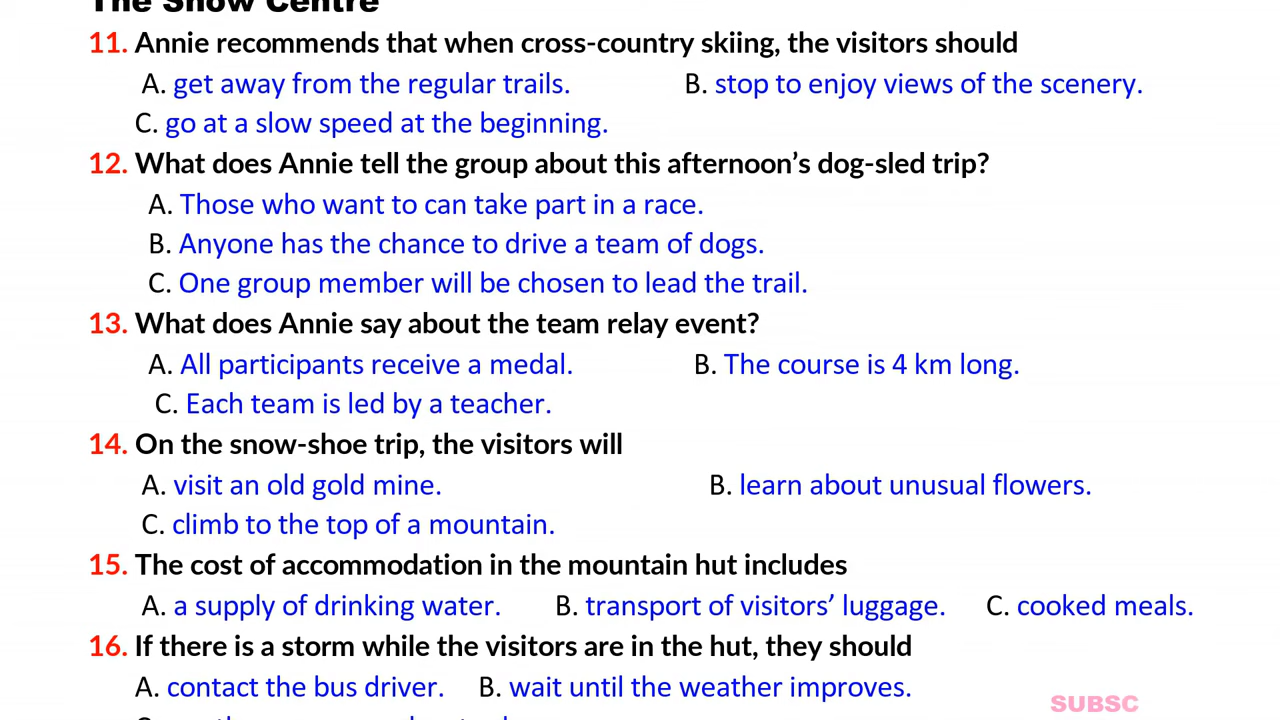 The Snow Centre
11. Annie recommends that when cross-country skiing, the visitors should
A. get away from the regular trails. B. stop to enjoy views of the scenery.
C. go at a slow speed at the beginning.
12. What does Annie tell the group about this afternoon’s dog-sled trip?
A. Those who want to can take part in a race.
B. Anyone has the chance to drive a team of dogs.
C. One group member will be chosen to lead the trail.
13. What does Annie say about the team relay event?
A. All participants receive a medal. B. The course is 4 km long.
C. Each team is led by a teacher.
14. On the snow-shoe trip, the visitors will
A. visit an old gold mine. B. learn about unusual flowers.
C. climb to the top of a mountain.
15. The cost of accommodation in the mountain hut includes
A. a supply of drinking water. B. transport of visitors’ luggage. C. cooked meals.
16. If there is a storm while the visitors are in the hut, they should
A. contact the bus driver. B. wait until the weather improves.
SUBSC